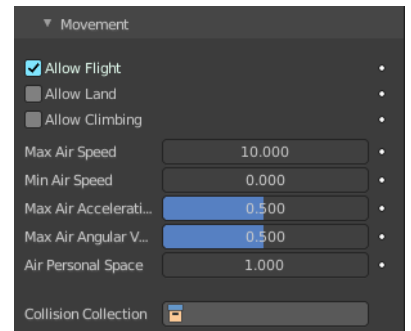 Movement
Allow Flight
Allow Land
Allow Climbing
Max Air Speed 10.000
Min Air Speed 0.000
Max Air Accelerati... 0.500
Max Air Angular V... 0.500
Air Personal Space 1.000
Collision Collection